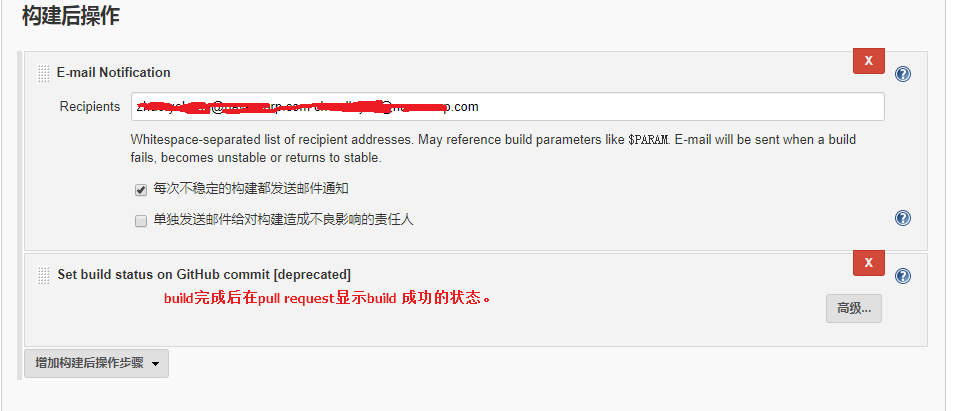 构建后操作
X
E-mail Notification
Recipients
.com
Whitespace-separated list of recipient addresses. May reference build parameters like $PARAM. E-mail will be sent when a build
fails, becomes unstable or returns to stable.
每次不稳定的构建都发送邮件通知
单独发送邮件给对构建造成不良影响的责任人
X
Set build status on GitHub commit [deprecated]
build完成后在pull request显示build 成功的状态。
高级...
增加构建后操作步骤